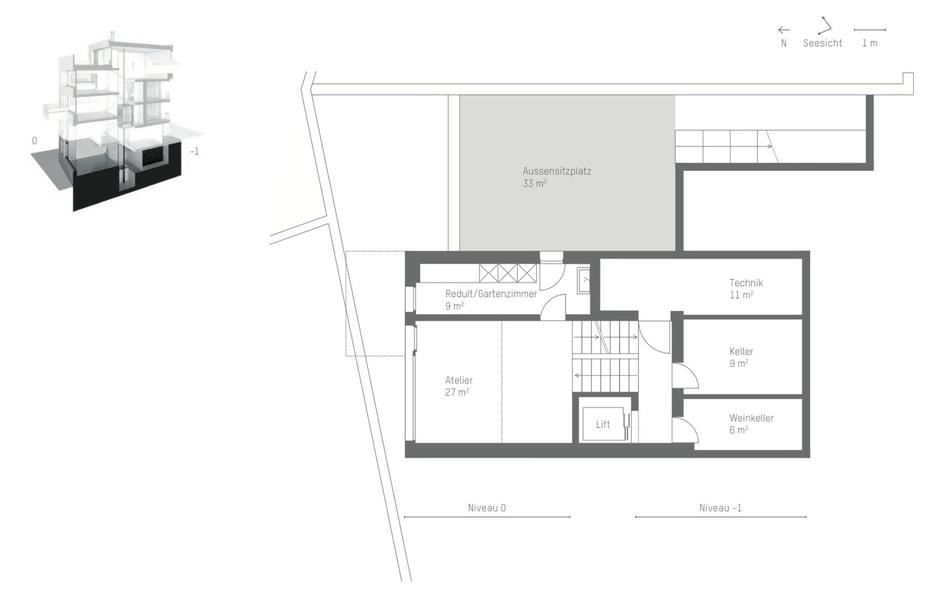 N
Seesicht
1 m
0
-1
Aussensitzplatz
33 m²
Technik
11 m²
Reduit/Gartenzimmer
9 m²
Keller
9 m²
Atelier
27 m²
Weinkeller
6 m²
Lift
Niveau 0
Niveau -1